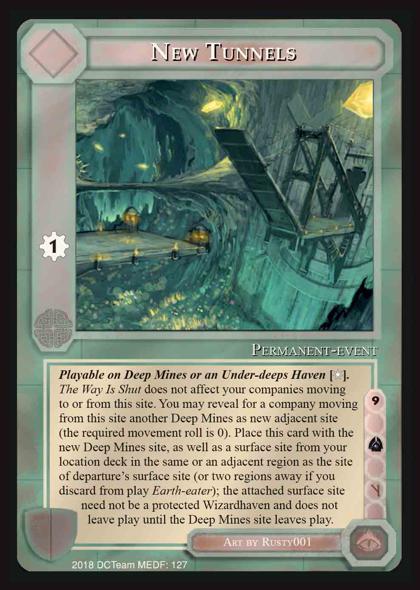 New Tunnels
1
Permanent-event
Playable on Deep Mines or an Under-deeps Haven [☆].
The Way Is Shut does not affect your companies moving
to or from this site. You may reveal for a company moving
from this site another Deep Mines as new adjacent site
(the required movement roll is 0). Place this card with the
new Deep Mines site, as well as a surface site from your
location deck in the same or an adjacent region as the site
of departure's surface site (or two regions away if you
discard from play Earth-eater); the attached surface site
need not be a protected Wizardhaven and does not
leave play until the Deep Mines site leaves play.
9
Art by Rusty001
2018 DCTeam MEDF: 127